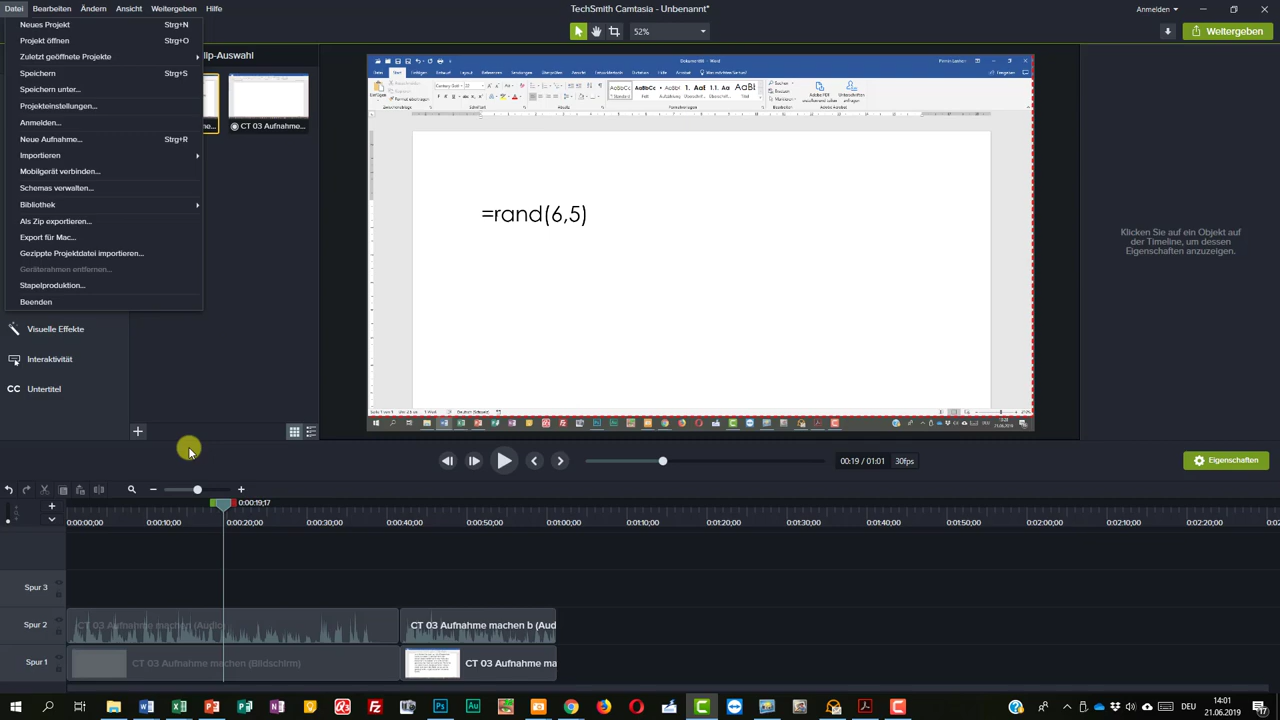 Datei Bearbeiten Ändern Ansicht Weitergeben Hilfe
TechSmith Camtasia - Unbenannt*
Anmelden
Neues Projekt Strg+N
Projekt öffnen Strg+O
Zuletzt geöffnete Projekte
Speichern Strg+S
unter...
Anmelden...
Neue Aufnahme... Strg+R
Importieren
Mobilgerät verbinden...
Schemas verwalten...
Bibliothek
Als Zip exportieren...
Export für Mac...
Gezippte Projektdatei importieren...
Geräterahmen entfernen...
Stapelproduktion...
Beenden
Visuelle Effekte
Interaktivität
CC Untertitel
CT 03 Aufnahme...
52%
Weitergeben
=rand(6,5)
Klicken Sie auf ein Objekt auf
der Timeline, um dessen
Eigenschaften anzuzeigen.
00:19 / 01:01 30fps
Eigenschaften
0:00:19;17
0:00:00;00 0:00:10;00 0:00:20;00 0:00:30;00 0:00:40;00 0:00:50;00 0:01:00;00 0:01:10;00 0:01:20;00 0:01:30;00 0:01:40;00 0:01:50;00 0:02:00;00 0:02:10;00 0:02:20;00
Spur 3
Spur 2
CT 03 Aufnahme machen (Audio)
CT 03 Aufnahme machen b (Aud
Spur 1
CT 03 Aufnahme machen (Bildschirm)
CT 03 Aufnahme ma
DEU
14:01
21.06.2019